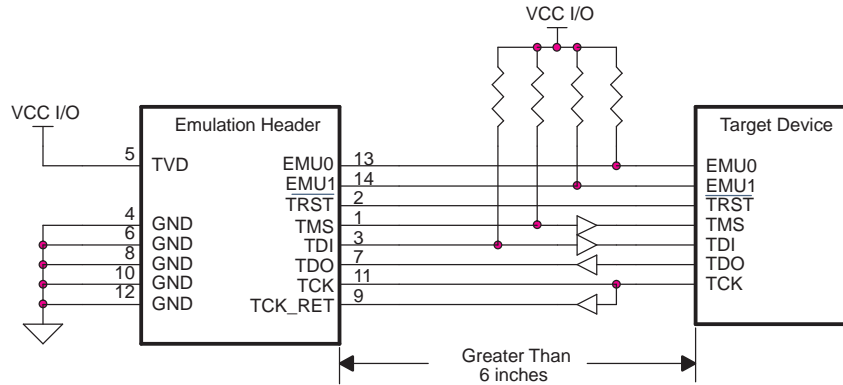 VCC I/O
VCC I/O
Emulation Header
Target Device
5 TVD
EMU0 13
EMU0
EMU1 14
EMU1
TRST 2
TRST
4 GND
TMS 1
TMS
6 GND
TDI 3
TDI
8 GND
TDO 7
TDO
10 GND
TCK 11
TCK
12 GND
TCK_RET 9
Greater Than
6 inches